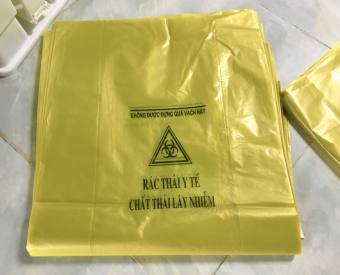 KHÔNG ĐƯỢC ĐỰNG QUÁ VẠCH NÀY
RÁC THẢI Y TẾ
CHẤT THẢI LÂY NHIỄM